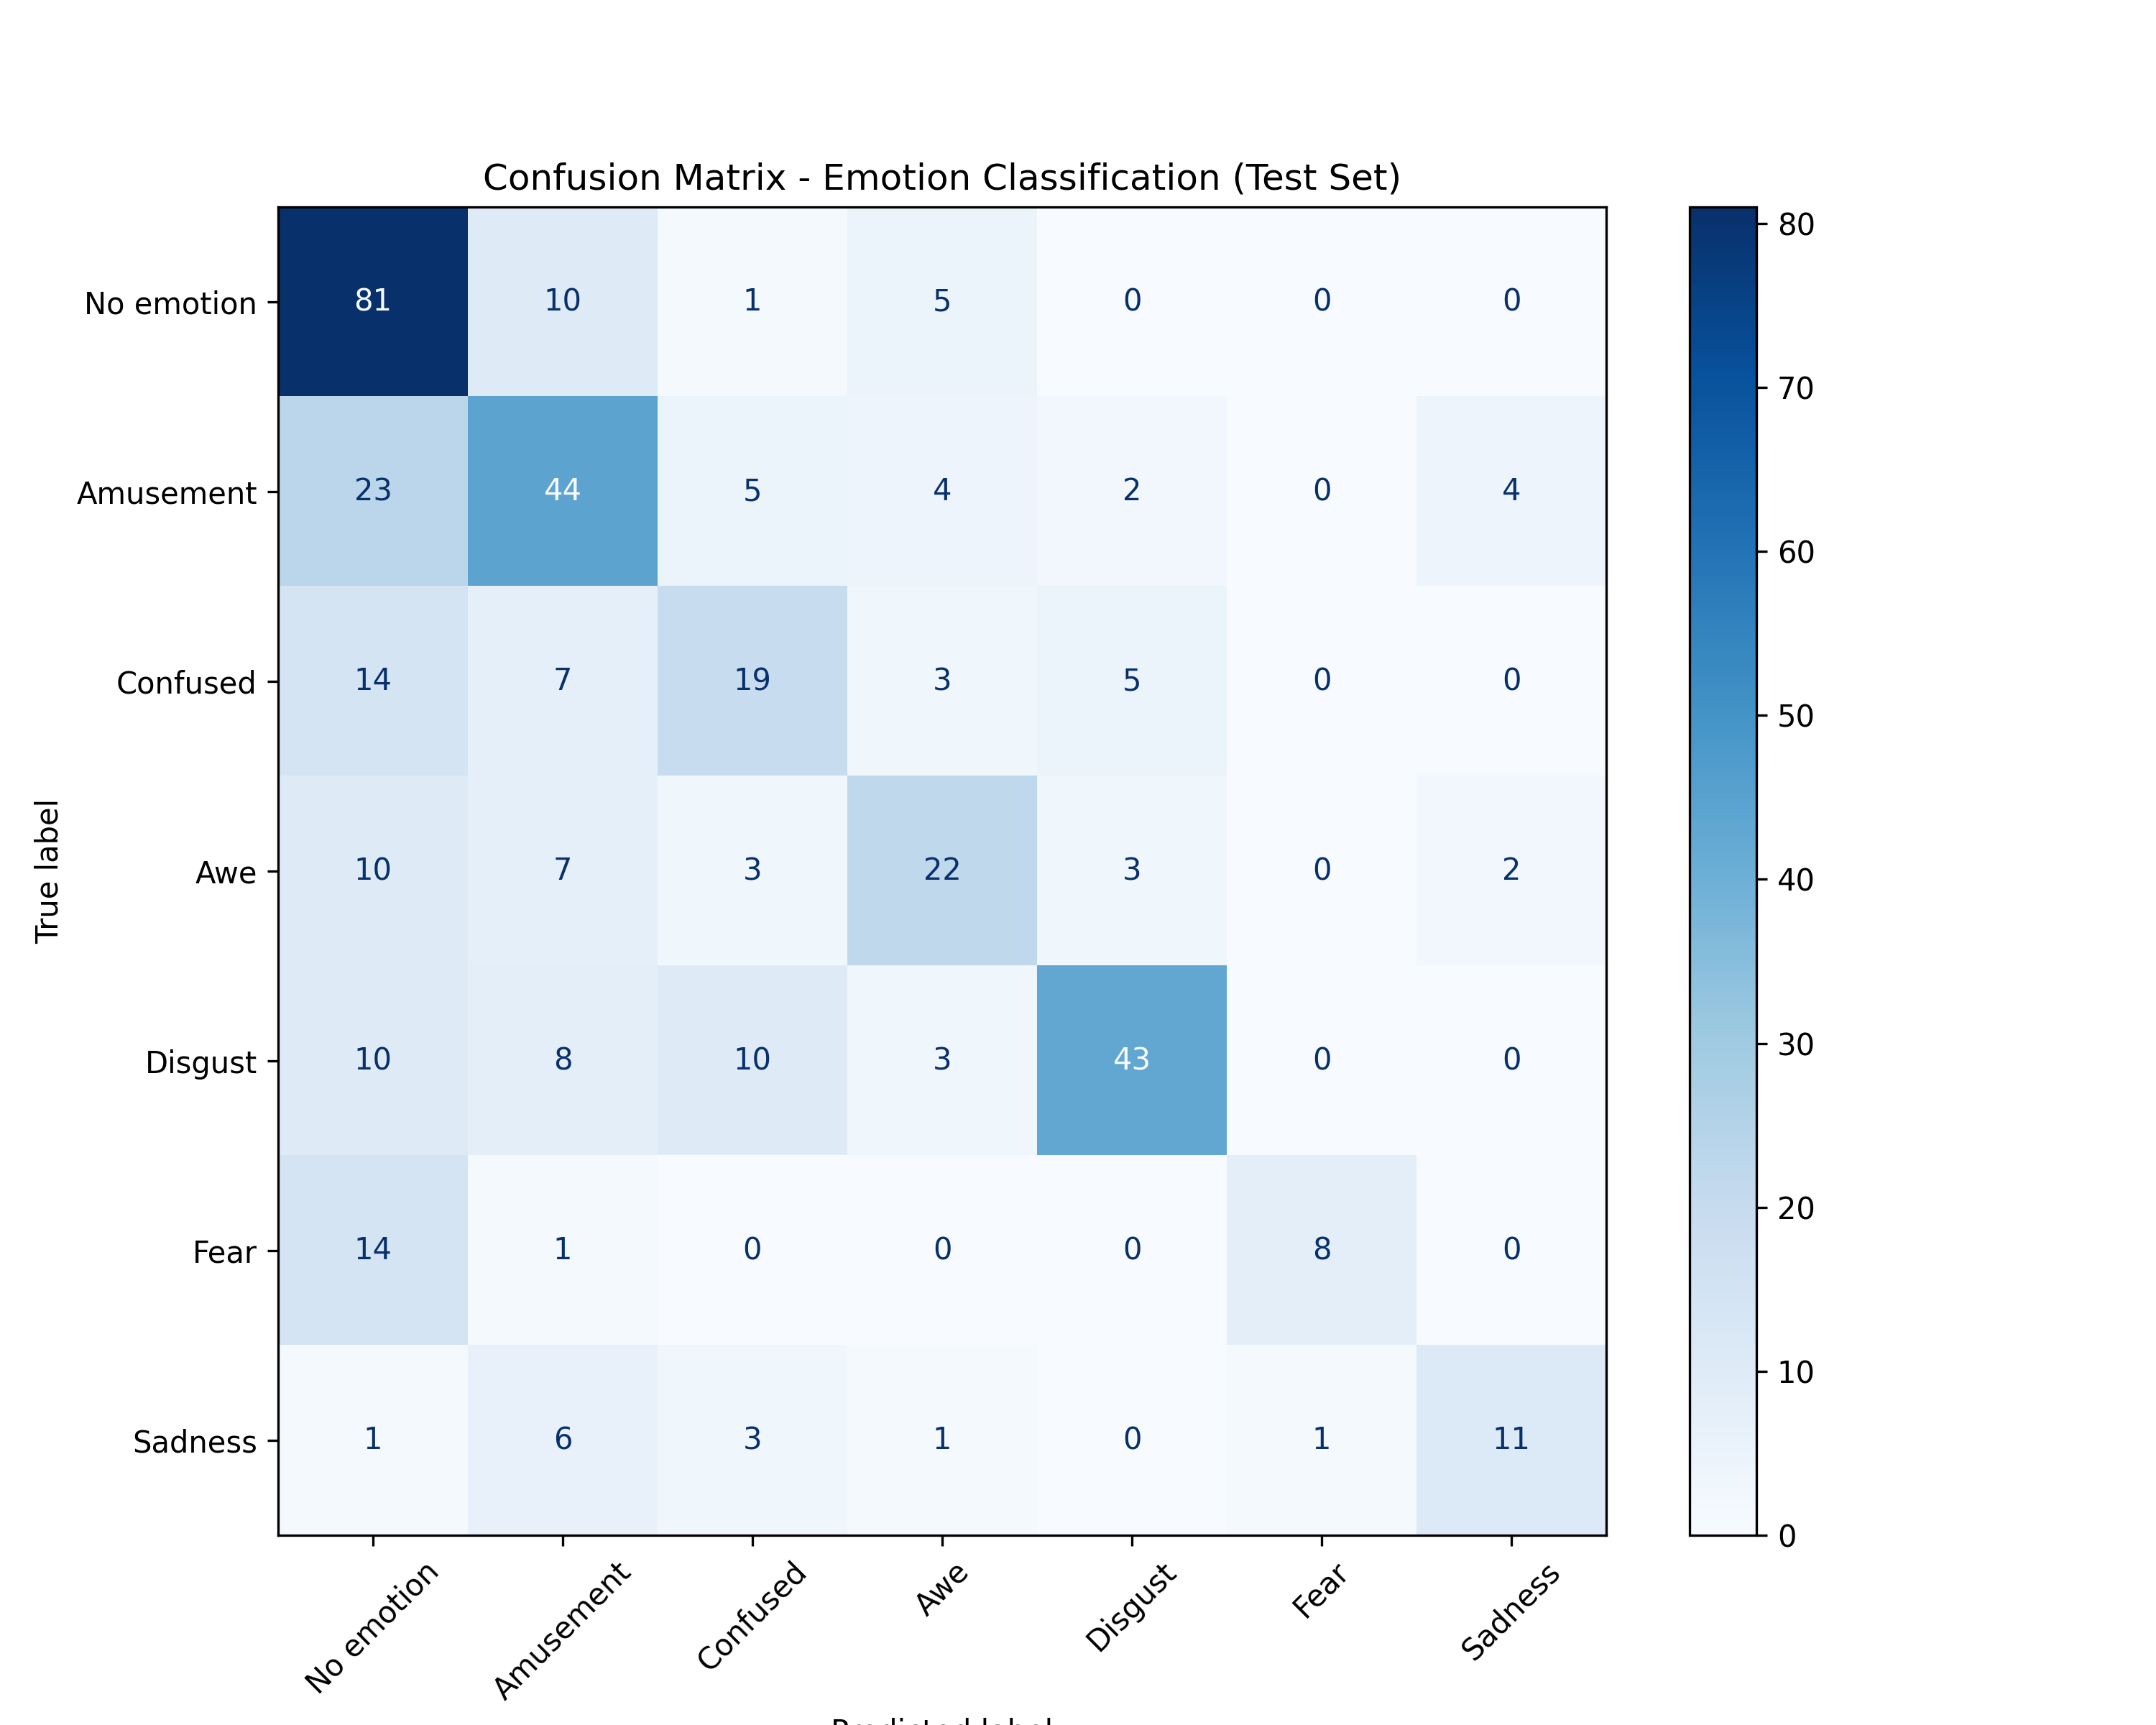 Confusion Matrix - Emotion Classification (Test Set)
No emotion 81 10 1 5 0 0 0
Amusement 23 44 5 4 2 0 4
Confused 14 7 19 3 5 0 0
Awe 10 7 3 22 3 0 2
Disgust 10 8 10 3 43 0 0
Fear 14 1 0 0 0 8 0
Sadness 1 6 3 1 0 1 11
True label
No emotion Amusement Confused Awe Disgust Fear Sadness
Predicted label
80
70
60
50
40
30
20
10
0